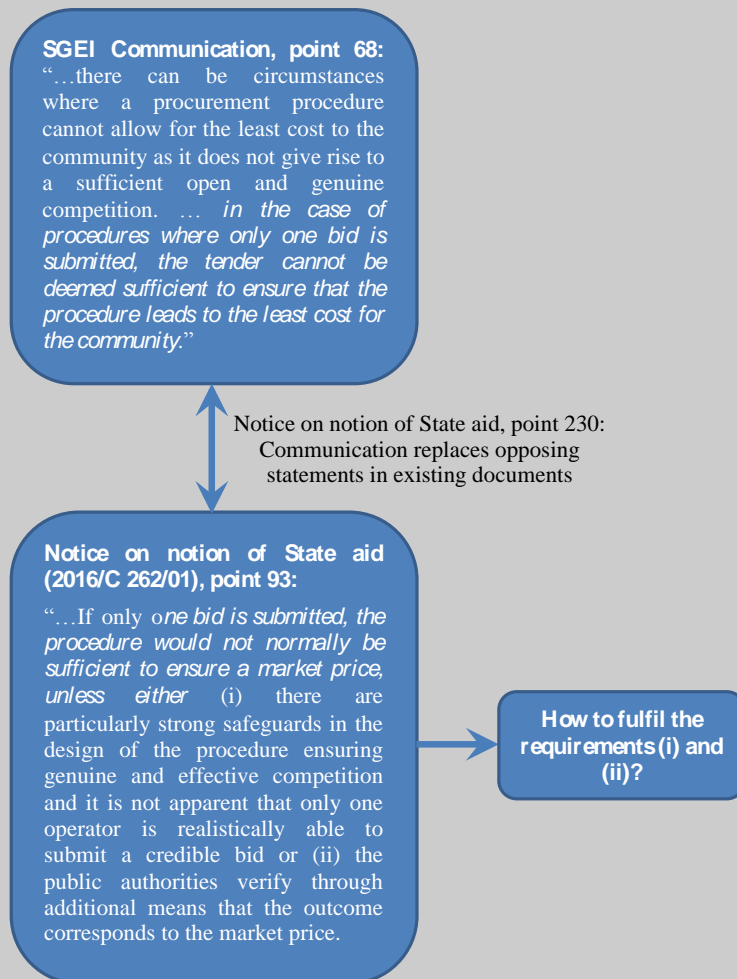 SGEI Communication, point 68:
“…there can be circumstances
where a procurement procedure
cannot allow for the least cost to the
community as it does not give rise to
a sufficient open and genuine
competition. … in the case of
procedures where only one bid is
submitted, the tender cannot be
deemed sufficient to ensure that the
procedure leads to the least cost for
the community.”
Notice on notion of State aid, point 230:
Communication replaces opposing
statements in existing documents
Notice on notion of State aid
(2016/C 262/01), point 93:
“…If only one bid is submitted, the
procedure would not normally be
sufficient to ensure a market price,
unless either (i) there are
particularly strong safeguards in the
design of the procedure ensuring
genuine and effective competition
and it is not apparent that only one
operator is realistically able to
submit a credible bid or (ii) the
public authorities verify through
additional means that the outcome
corresponds to the market price.
How to fulfil the
requirements (i) and
(ii)?